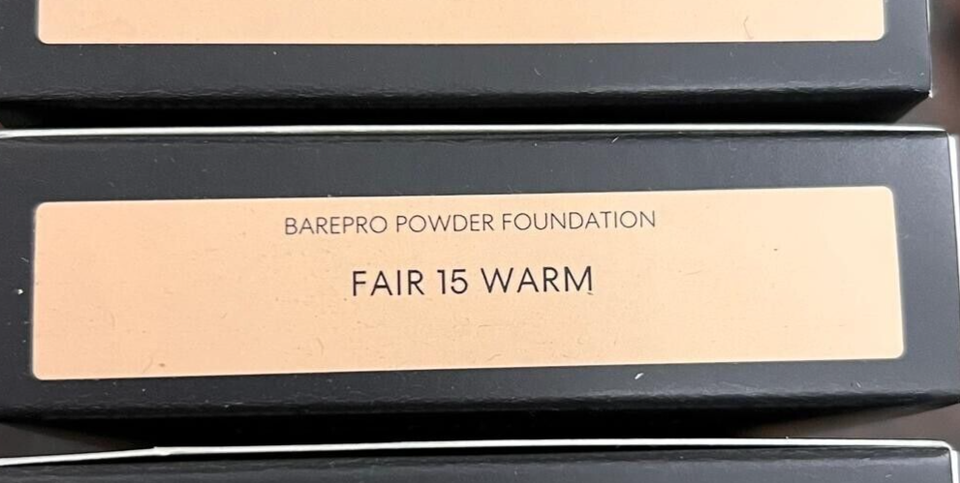 BAREPRO POWDER FOUNDATION
FAIR 15 WARM